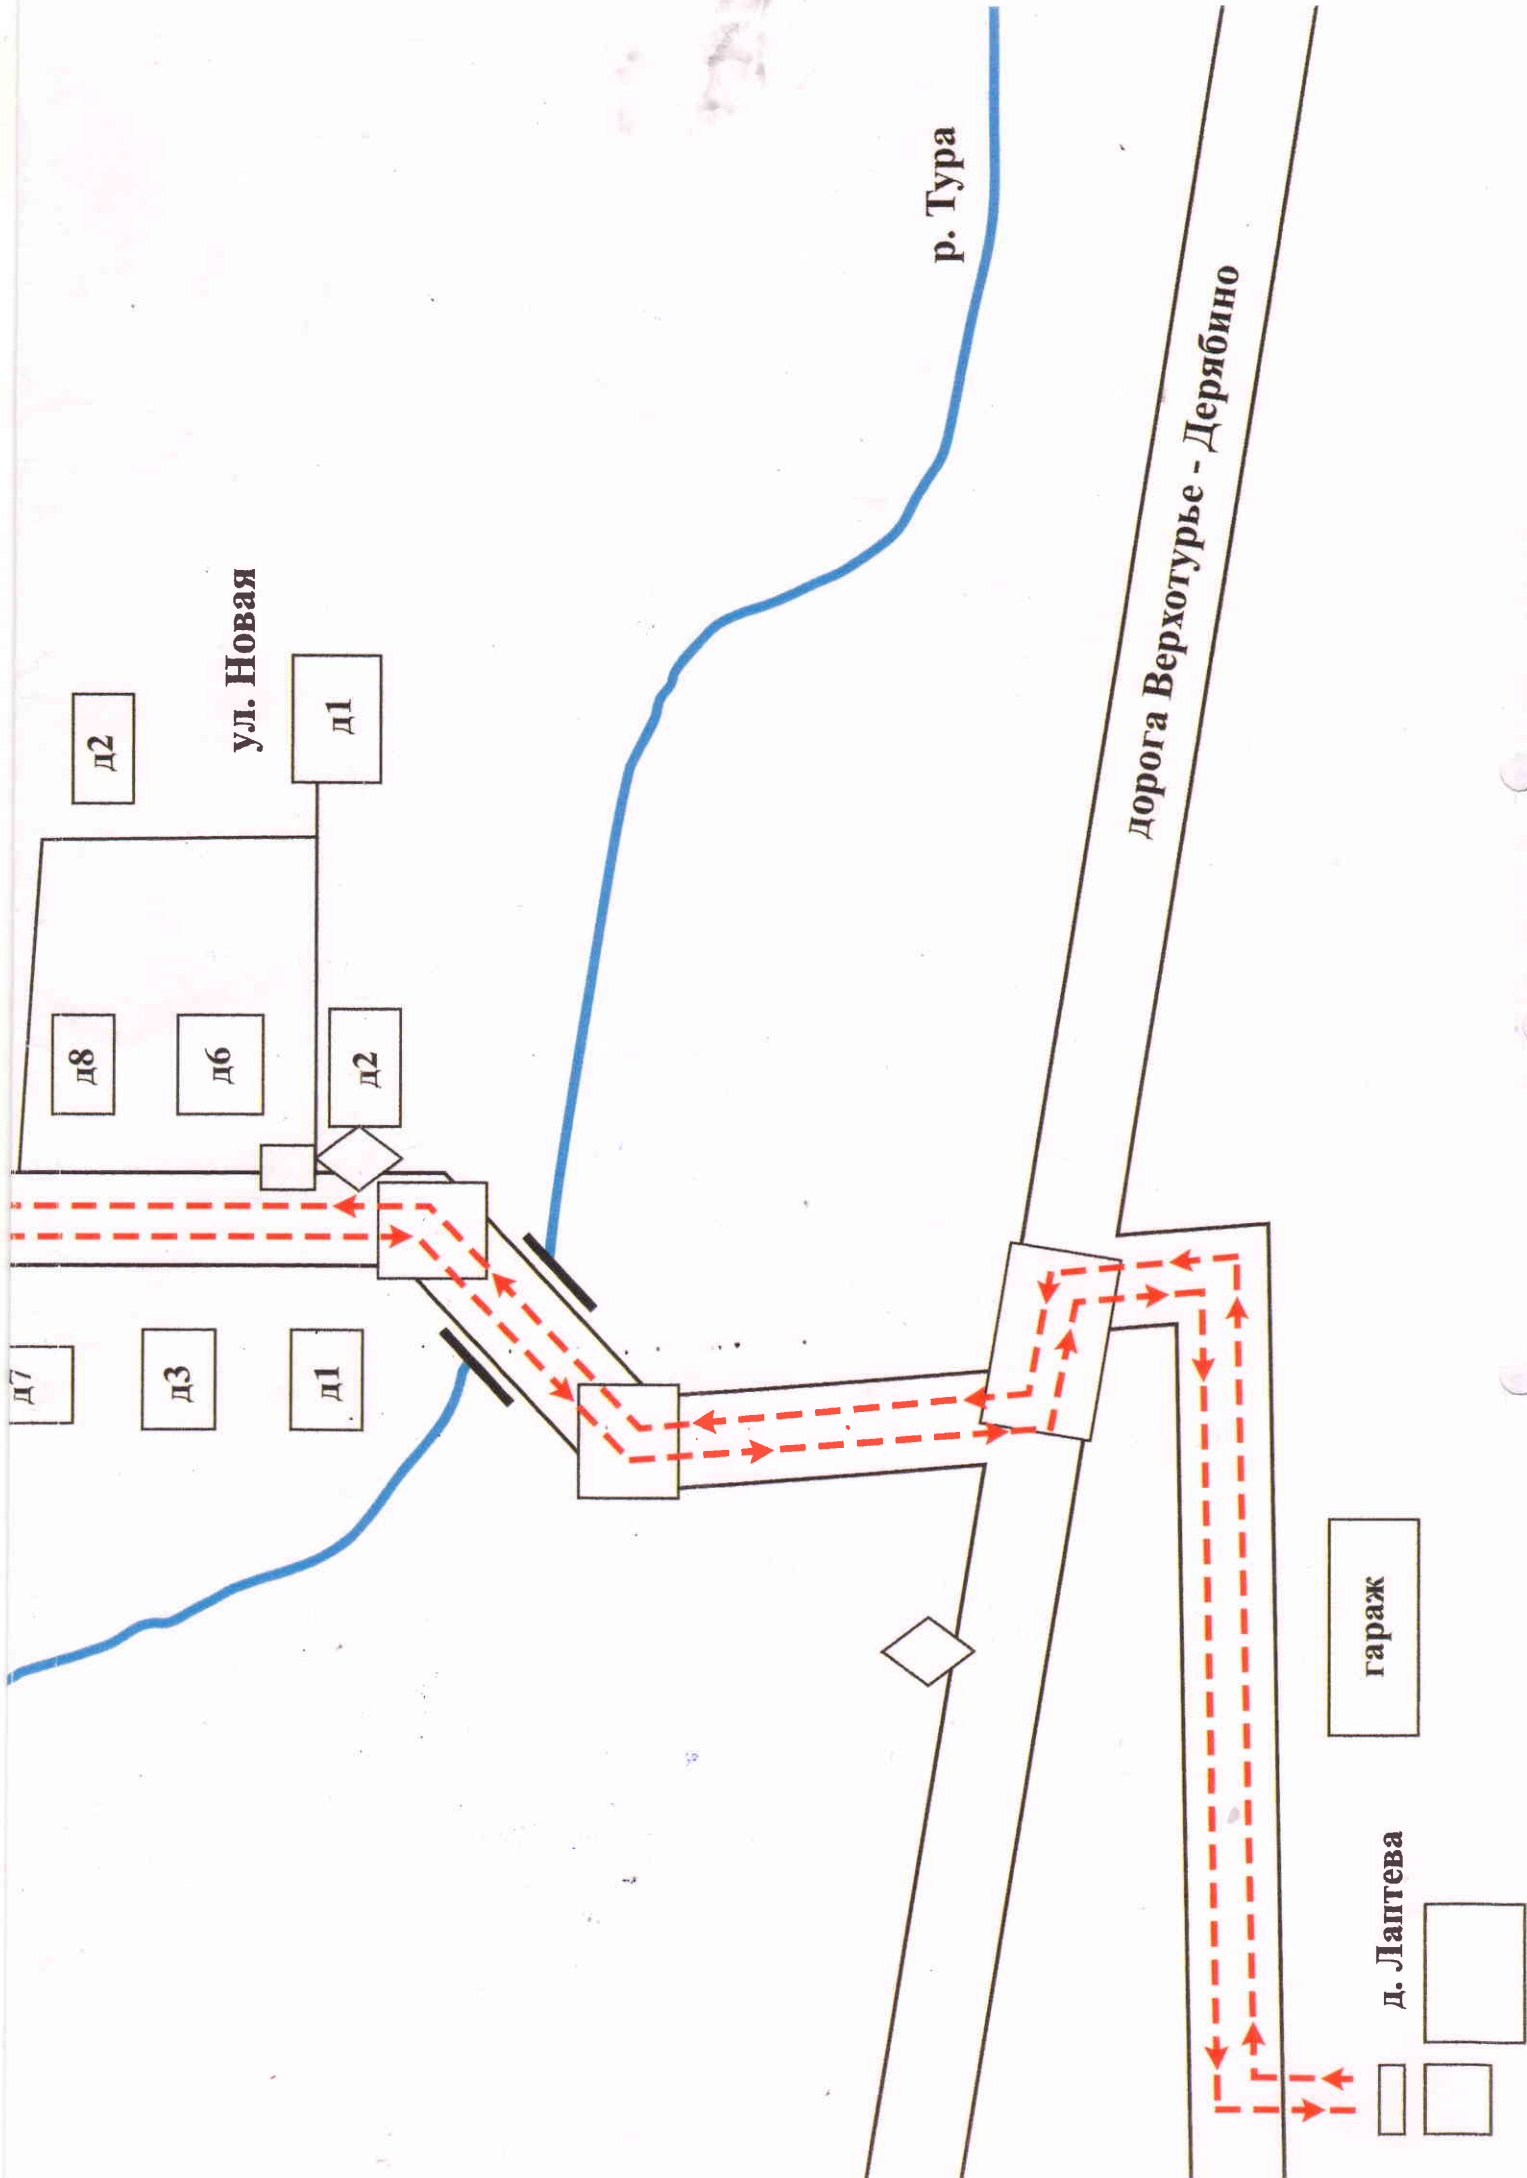 д7
д8
д2
д3
д6
ул. Новая
д1
д2
д1
р. Тура
дорога Верхотурье - Дерябино
д. Лаптева
гараж